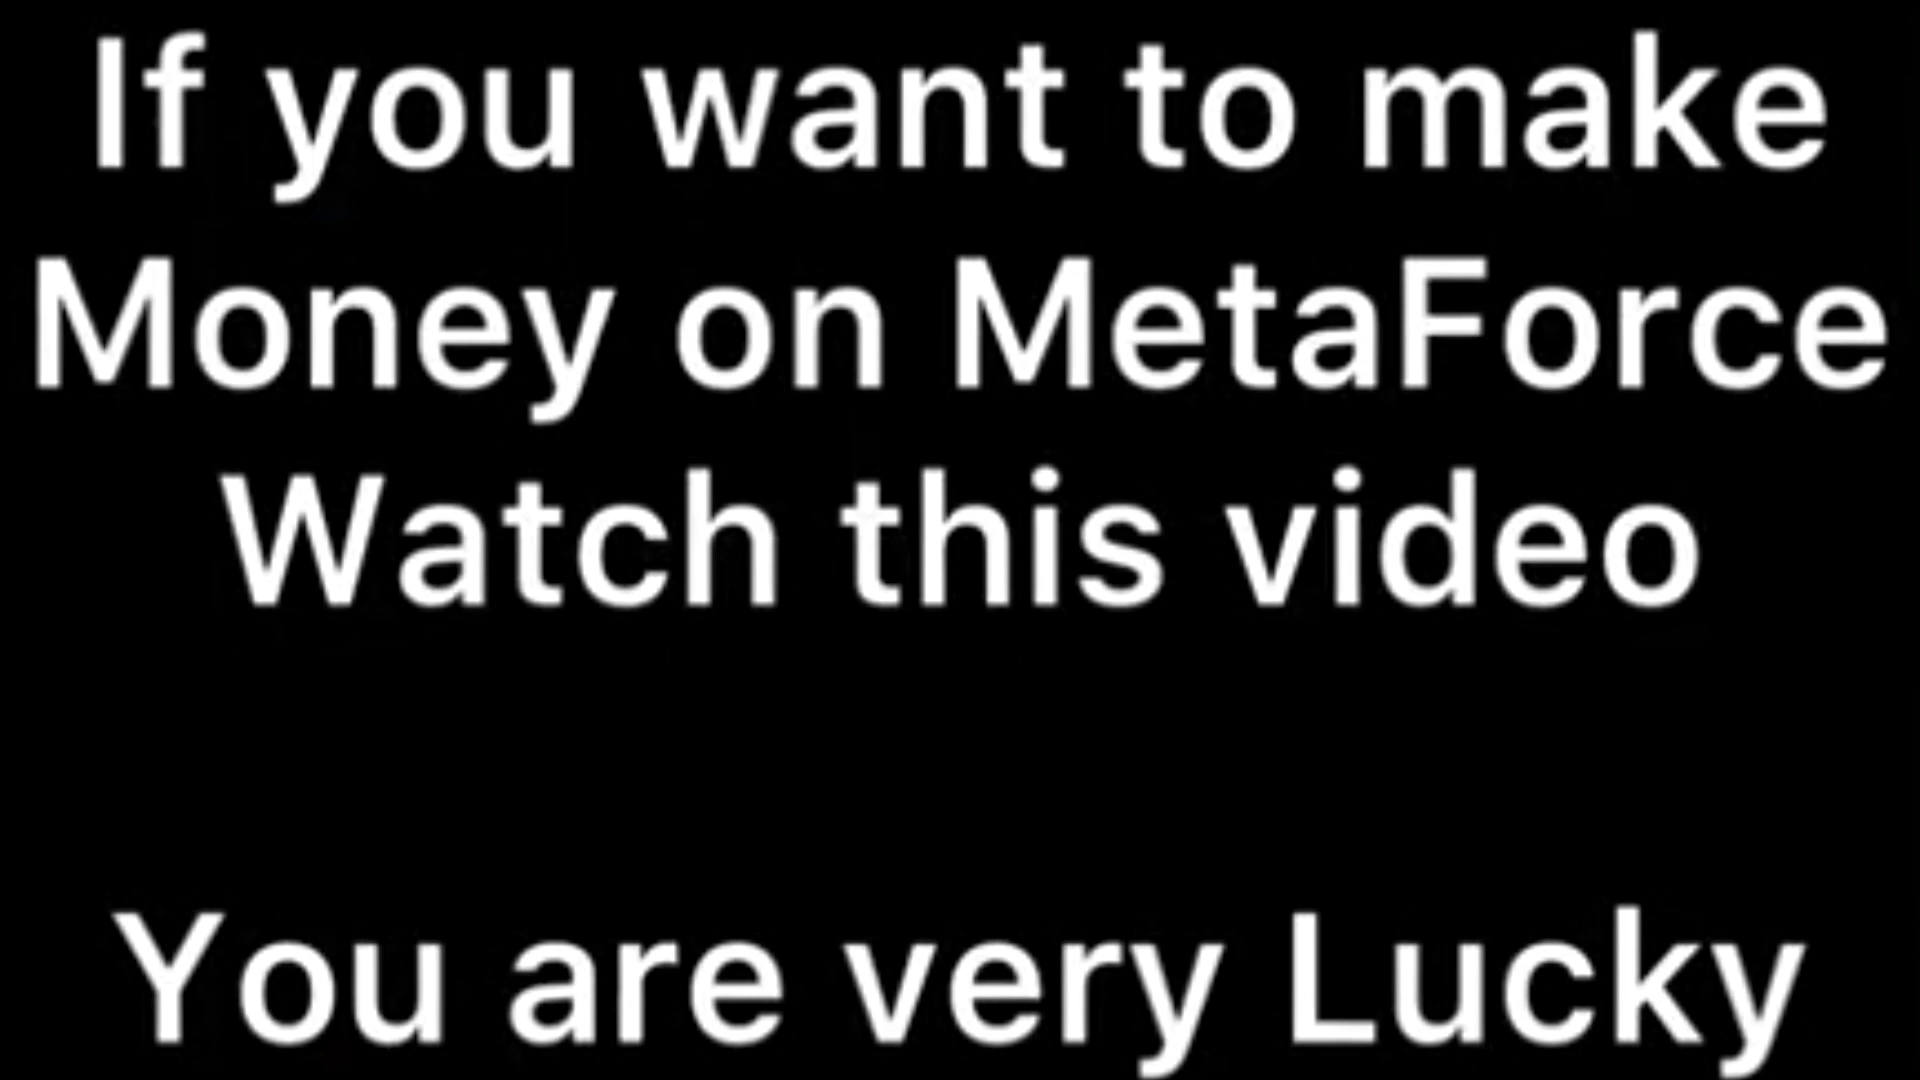 If you want to make
Money on MetaForce
Watch this video
You are very Lucky